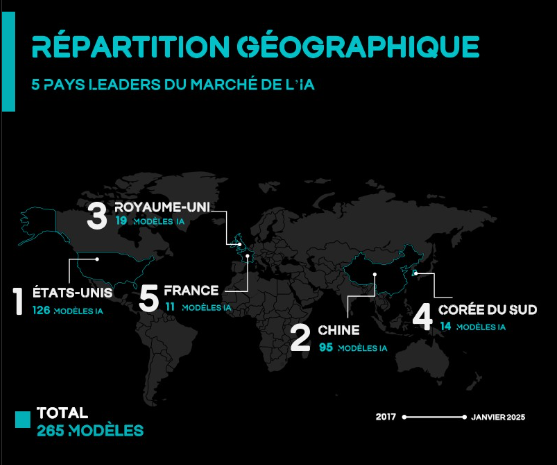 RÉPARTITION GÉOGRAPHIQUE
5 PAYS LEADERS DU MARCHÉ DE L'IA
3 ROYAUME-UNI
19 MODÈLES IA
1 ÉTATS-UNIS
126 MODÈLES IA
5 FRANCE
11 MODÈLES IA
2 CHINE
95 MODÈLES IA
4 CORÉE DU SUD
14 MODÈLES IA
TOTAL
265 MODÈLES
2017 JANVIER 2025